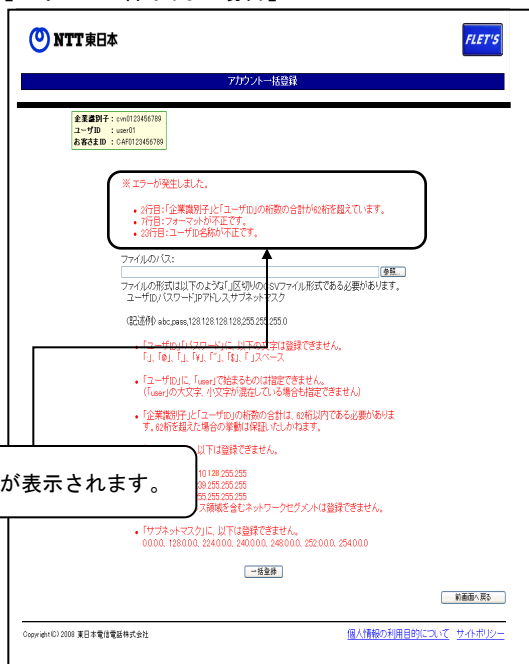 NTT東日本
FLET'S
アカウント一括登録
企業識別子：cvn0123456789
ユーザID ：user01
お客さまID ：CAF0123456789
※ エラーが発生しました。
• 2行目：「企業識別子」と「ユーザID」の桁数の合計が62桁を超えています。
• 7行目：フォーマットが不正です。
• 23行目：ユーザID名称が不正です。
ファイルのパス：
参照...
ファイルの形式は以下のような「,」区切りのCSVファイル形式である必要があります。
ユーザID,パスワード,IPアドレス,サブネットマスク
(記述例) abc,pass,128.128.128.128,255.255.255.0
• 「ユーザID」「パスワード」に、以下の文字は登録できません。
「:」、「@」、「,」、「¥」、「"」、「$」、「 」スペース
• 「ユーザID」に、「user」で始まるものは指定できません。
(「user」の大文字、小文字が混在している場合も指定できません)
• 「企業識別子」と「ユーザID」の桁数の合計は、62桁以内である必要がありま
す。62桁を超えた場合の挙動は保証いたしかねます。
以下は登録できません。
10.128.255.255
39.255.255.255
55.255.255.255
ス領域を含むネットワークセグメントは登録できません。
が表示されます。
• 「サブネットマスク」に、以下は登録できません。
0.0.0.0、128.0.0.0、224.0.0.0、240.0.0.0、248.0.0.0、252.0.0.0、254.0.0.0
一括登録
前画面へ戻る
Copyright(C) 2008 東日本電信電話株式会社
個人情報の利用目的について サイトポリシー